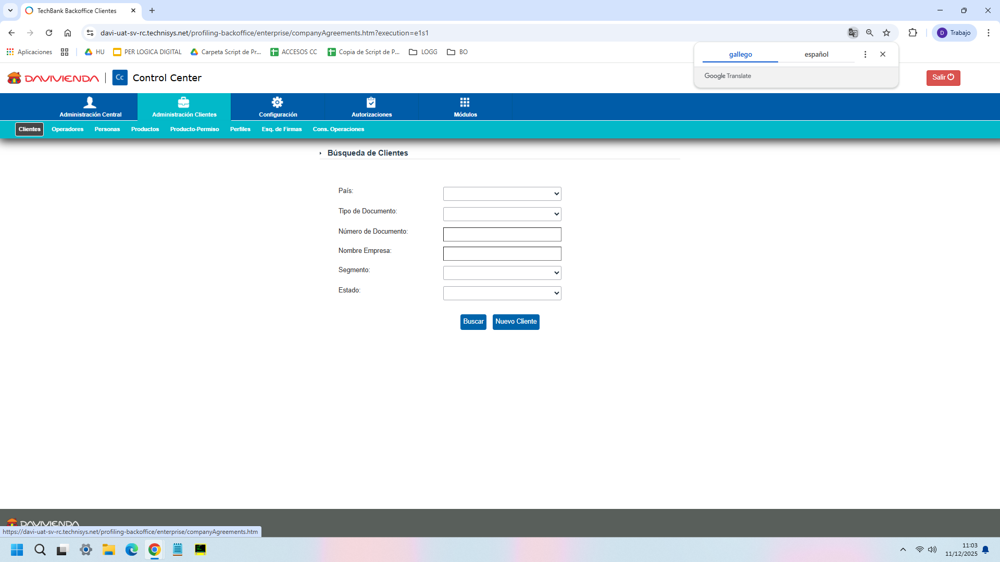 TechBank Backoffice Clientes
davi-uat-sv-rc.technisys.net/profiling-backoffice/enterprise/companyAgreements.htm?execution=e1s1
D Trabajo
Aplicaciones HU PER LOGICA DIGITAL Carpeta Script de Pr... ACCESOS CC Copia de Script de P... LOGG BO
gallego español
Google Translate
DAVIVIENDA Cc Control Center
Salir
Administración Central Administración Clientes Configuración Autorizaciones Módulos
Clientes Operadores Personas Productos Producto-Permiso Perfiles Esq. de Firmas Cons. Operaciones
Búsqueda de Clientes
País:
Tipo de Documento:
Número de Documento:
Nombre Empresa:
Segmento:
Estado:
Buscar Nuevo Cliente
DAVIVIENDA
https://davi-uat-sv-rc.technisys.net/profiling-backoffice/enterprise/companyAgreements.htm
11:03
11/12/2025